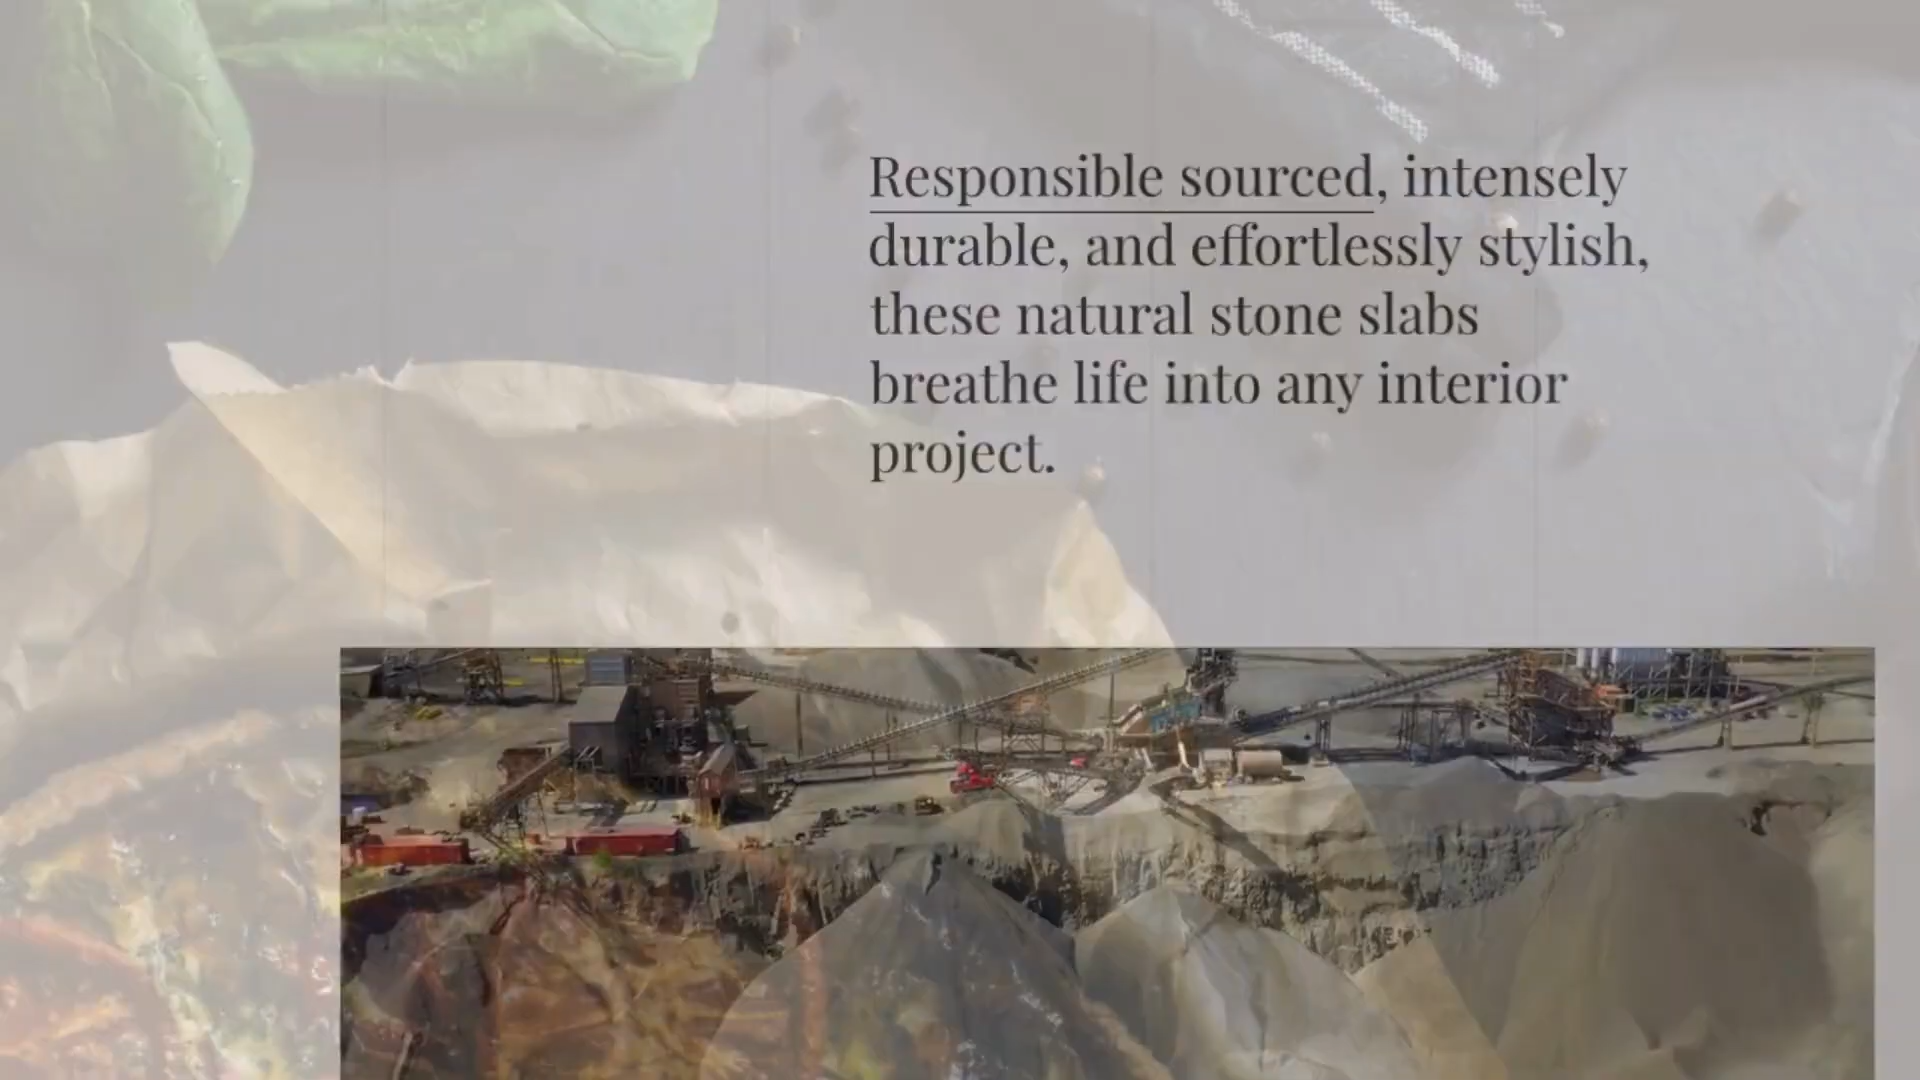 Responsible sourced, intensely
durable, and effortlessly stylish,
these natural stone slabs
breathe life into any interior
project.